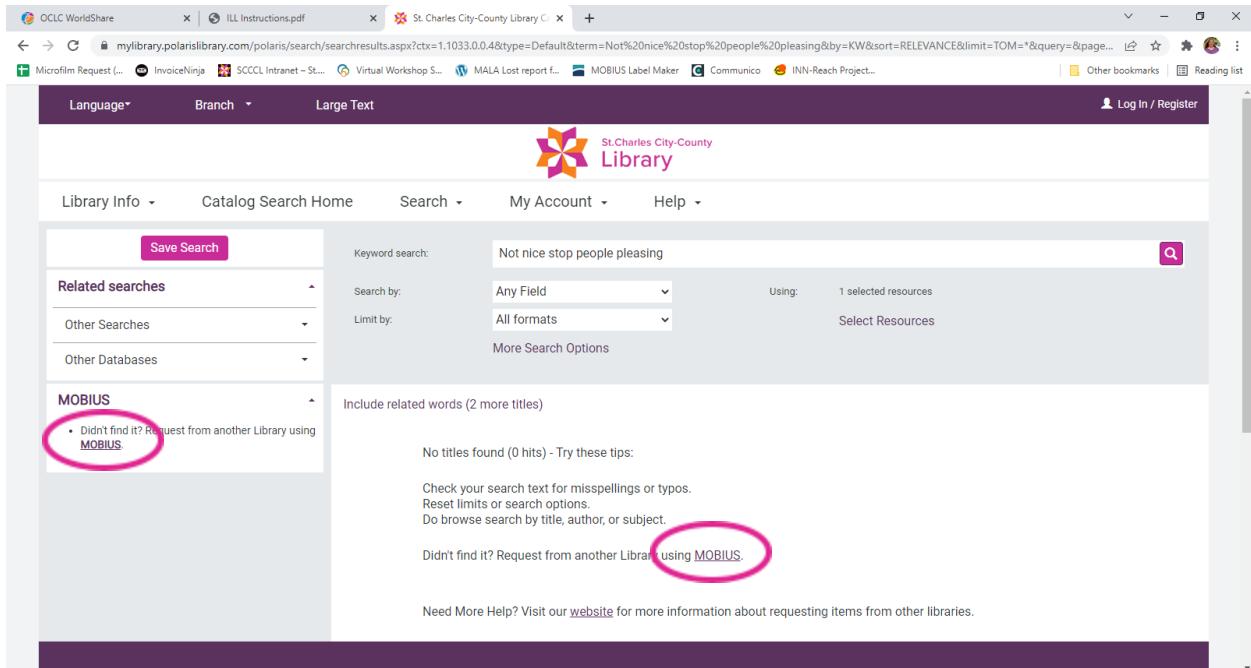 OCLC WorldShare
ILL Instructions.pdf
St. Charles City-County Library C
mylibrary.polarislibrary.com/polaris/search/searchresults.aspx?ctx=1.1033.0.0.4&type=Default&term=Not%20nice%20stop%20people%20pleasing&by=KW&sort=RELEVANCE&limit=TOM=*&query=&page...
Microfilm Request (... InvoiceNinja SCCCL Intranet – St.... Virtual Workshop S... MALA Lost report f... MOBIUS Label Maker Communico INN-Reach Project... Other bookmarks Reading list
Language Branch Large Text Log In / Register
St.Charles City-County
Library
Library Info Catalog Search Home Search My Account Help
Save Search
Related searches
Other Searches
Other Databases
MOBIUS
• Didn't find it? Request from another Library using
MOBIUS.
Keyword search: Not nice stop people pleasing
Search by: Any Field Using: 1 selected resources
Limit by: All formats Select Resources
More Search Options
Include related words (2 more titles)
No titles found (0 hits) - Try these tips:
Check your search text for misspellings or typos.
Reset limits or search options.
Do browse search by title, author, or subject.
Didn't find it? Request from another Library using MOBIUS.
Need More Help? Visit our website for more information about requesting items from other libraries.